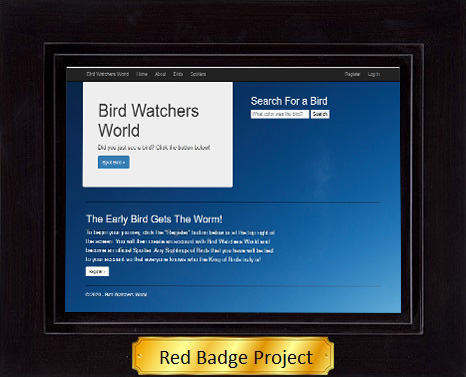 Bird Watchers World Home About Birds Spotters Register Log in
Bird Watchers
World
Did you just see a bird? Click the button below!
Spot Bird »
Search For a Bird
What color was the bird? Search
The Early Bird Gets The Worm!
To begin your journey, click the "Register" button below or at the top right of
the screen. You will then create an account with Bird Watchers World and
become an official Spotter. Any Sightings of Birds that you have will be tied
to your account so that everyone knows who the King of Birds truly is!
Register »
© 2020 - Bird Watchers World
Red Badge Project